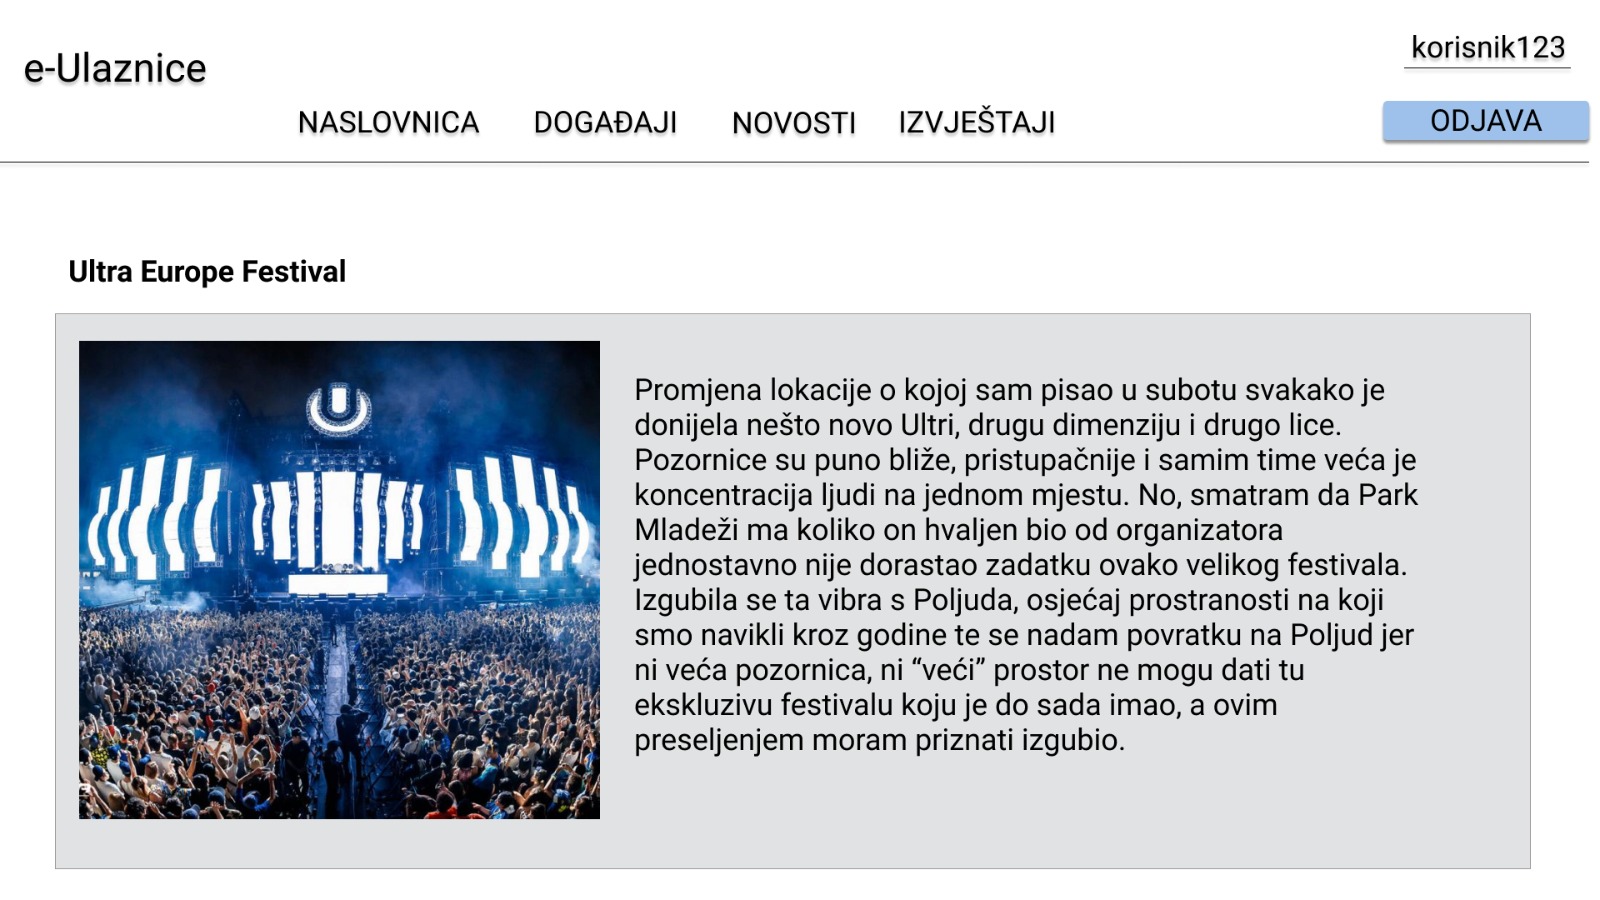 korisnik123
e-Ulaznice
NASLOVNICA DOGAĐAJI NOVOSTI IZVJEŠTAJI ODJAVA
Ultra Europe Festival
Promjena lokacije o kojoj sam pisao u subotu svakako je
donijela nešto novo Ultri, drugu dimenziju i drugo lice.
Pozornice su puno bliže, pristupačnije i samim time veća je
koncentracija ljudi na jednom mjestu. No, smatram da Park
Mladeži ma koliko on hvaljen bio od organizatora
jednostavno nije dorastao zadatku ovako velikog festivala.
Izgubila se ta vibra s Poljuda, osjećaj prostranosti na koji
smo navikli kroz godine te se nadam povratku na Poljud jer
ni veća pozornica, ni “veći” prostor ne mogu dati tu
ekskluzivu festivalu koju je do sada imao, a ovim
preseljenjem moram priznati izgubio.